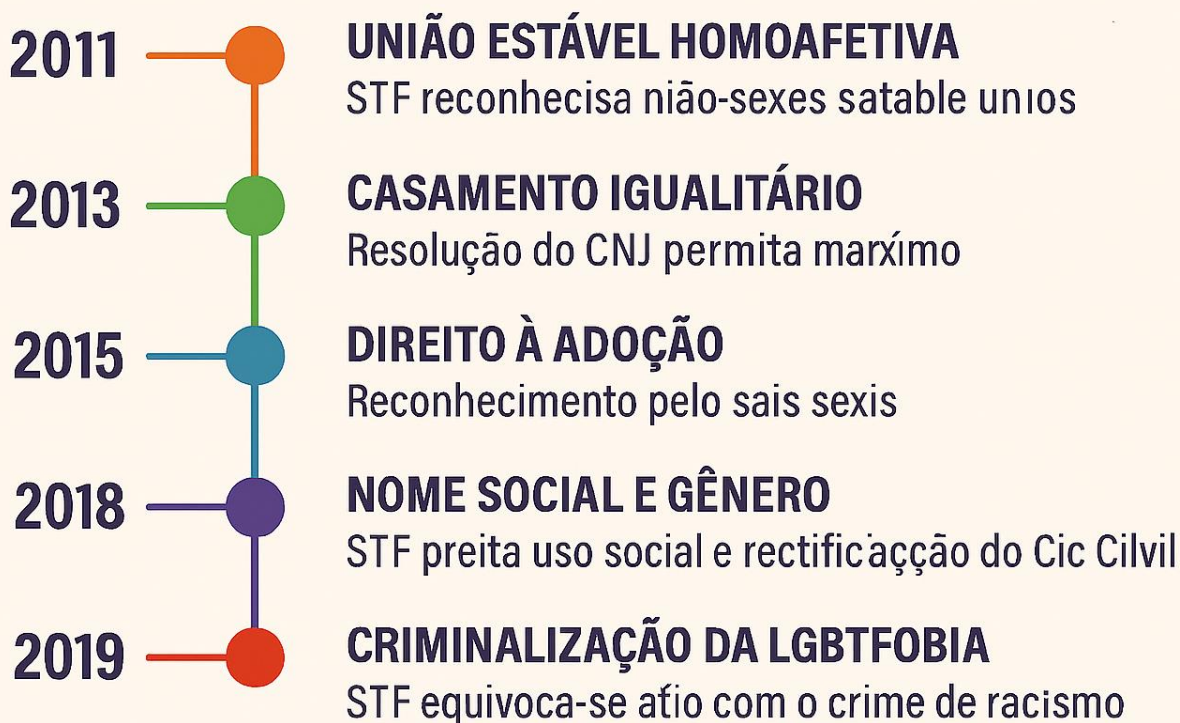 2011
UNIÃO ESTÁVEL HOMOAFETIVA
STF reconhecisa nião-sexes satable unıos
2013
CASAMENTO IGUALITÁRIO
Resolução do CNJ permita marxímo
2015
DIREITO À ADOÇÃO
Reconhecimento pelo sais sexis
2018
NOME SOCIAL E GÊNERO
STF preita uso social e rectificaçção do Cic Cilvil
2019
CRIMINALIZAÇÃO DA LGBTFOBIA
STF equivoca-se afio com o crime de racismo